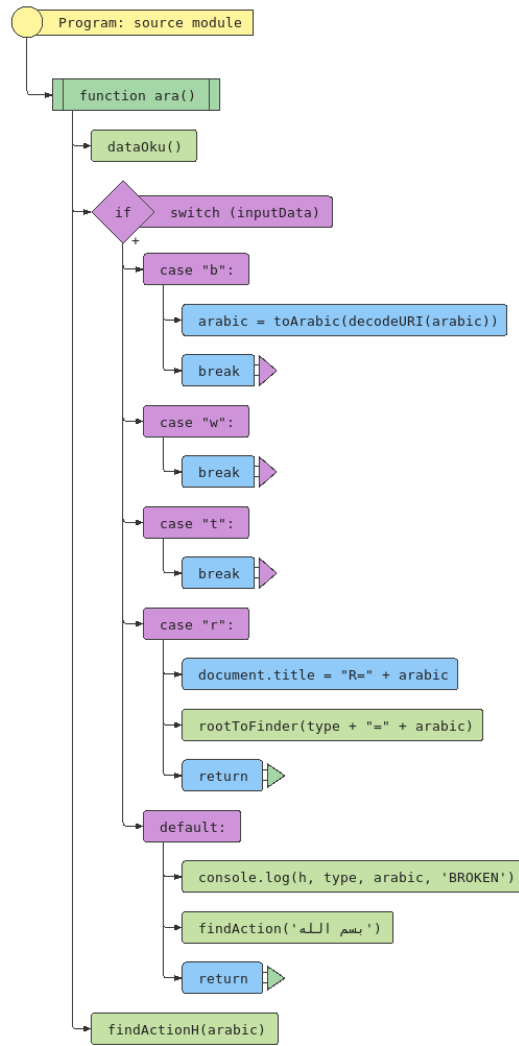 Program: source module
function ara()
dataOku()
if switch (inputData)
+
case "b":
arabic = toArabic(decodeURI(arabic))
break
case "w":
break
case "t":
break
case "r":
document.title = "R=" + arabic
rootToFinder(type + "=" + arabic)
return
default:
console.log(h, type, arabic, 'BROKEN')
findAction('بسم الله')
return
findActionH(arabic)